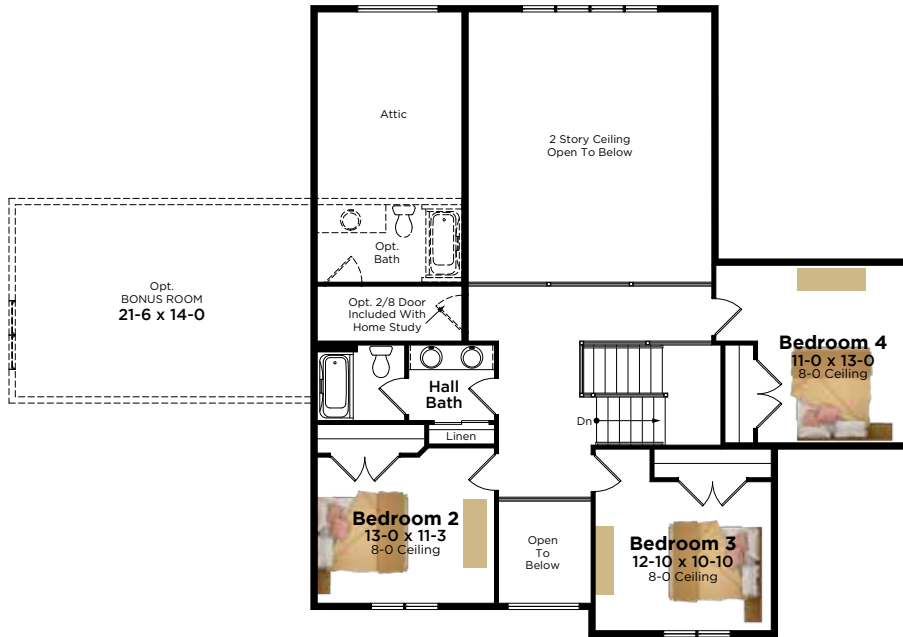 Attic
2 Story Ceiling
Open To Below
Opt.
Bath
Opt.
BONUS ROOM
21-6 x 14-0
Opt. 2/8 Door
Included With
Home Study
Bedroom 4
11-0 x 13-0
8-0 Ceiling
Hall
Bath
Dn
Linen
Bedroom 2
13-0 x 11-3
8-0 Ceiling
Open
To
Below
Bedroom 3
12-10 x 10-10
8-0 Ceiling